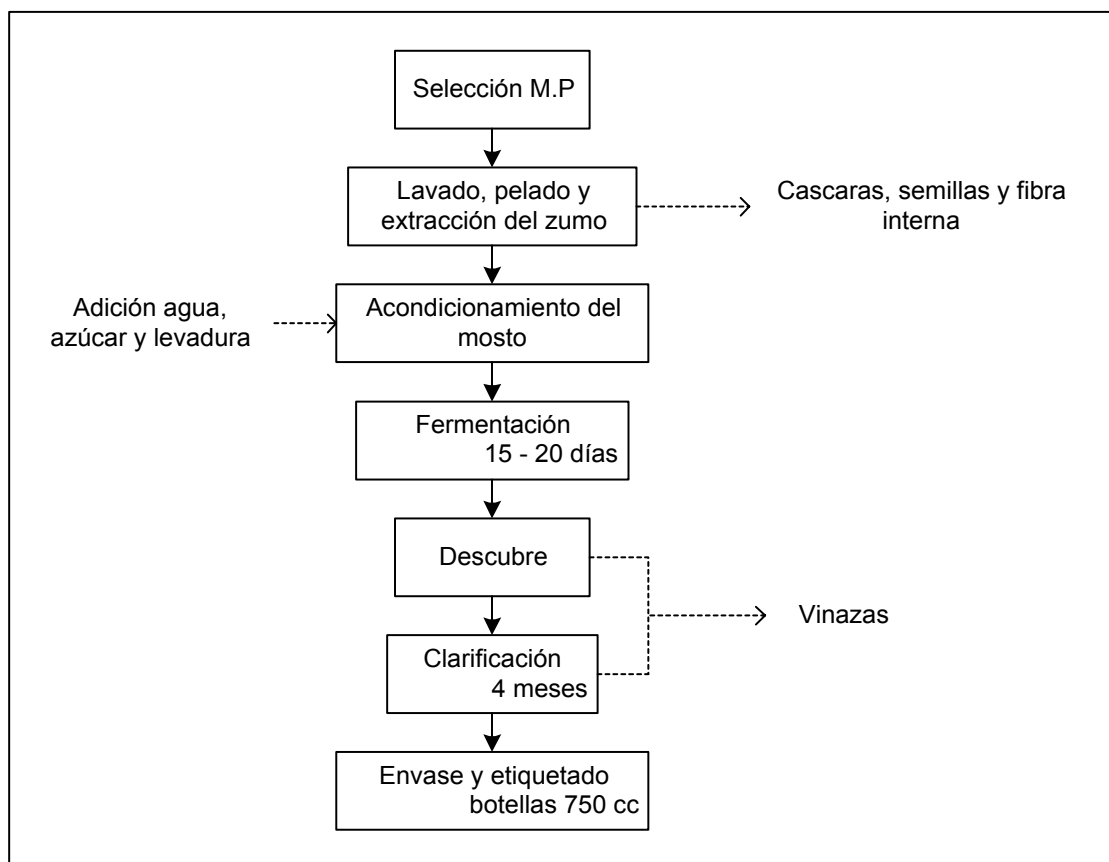 Selección M.P
Lavado, pelado y
extracción del zumo
Cascaras, semillas y fibra
interna
Adición agua,
azúcar y levadura
Acondicionamiento del
mosto
Fermentación
15 - 20 días
Descubre
Vinazas
Clarificación
4 meses
Envase y etiquetado
botellas 750 cc